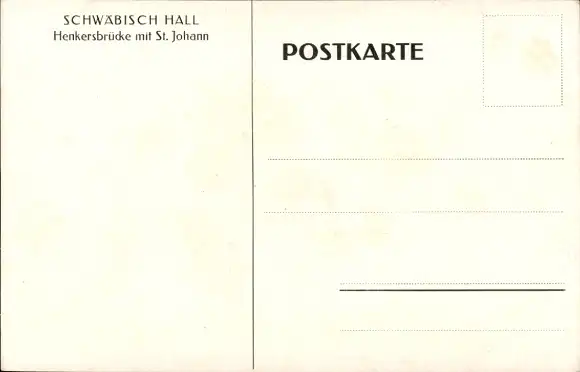 SCHWÄBISCH HALL
Henkersbrücke mit St. Johann
POSTKARTE